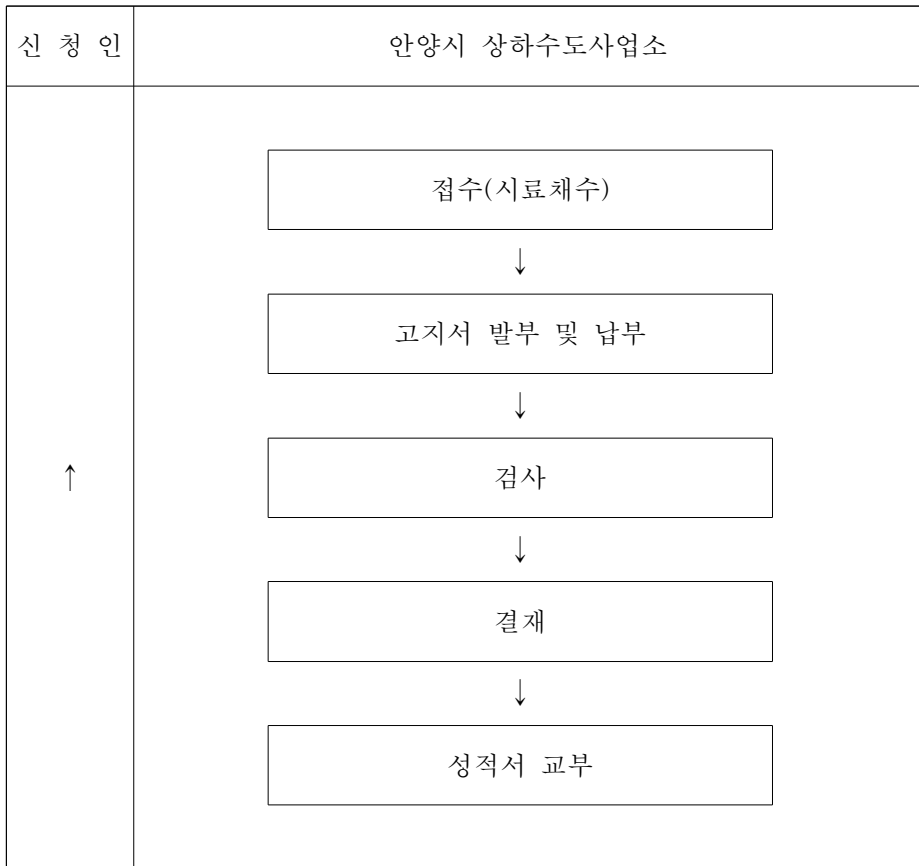 신 청 인
안양시 상하수도사업소
접수(시료채수)
↓
고지서 발부 및 납부
↓
↑
검사
↓
결재
↓
성적서 교부